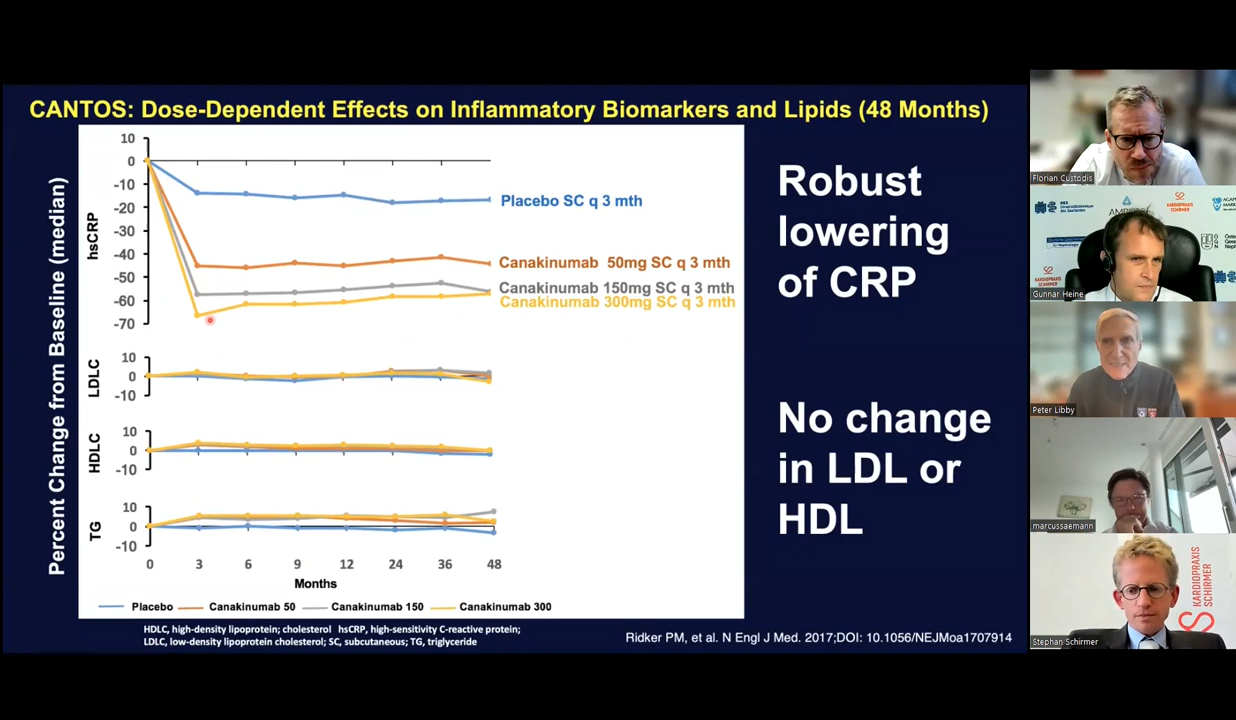 CANTOS: Dose-Dependent Effects on Inflammatory Biomarkers and Lipids (48 Months)
Percent Change from Baseline (median)
hsCRP
10
0
-10
-20
-30
-40
-50
-60
-70
Placebo SC q 3 mth
Canakinumab 50mg SC q 3 mth
Canakinumab 150mg SC q 3 mth
Canakinumab 300mg SC q 3 mth
LDLC
10
0
-10
HDLC
10
0
-10
TG
10
0
-10
0 3 6 9 12 24 36 48
Months
Placebo Canakinumab 50 Canakinumab 150 Canakinumab 300
HDLC, high-density lipoprotein; cholesterol hsCRP, high-sensitivity C-reactive protein;
LDLC, low-density lipoprotein cholesterol; SC, subcutaneous; TG, triglyceride
Robust
lowering
of CRP
No change
in LDL or
HDL
Ridker PM, et al. N Engl J Med. 2017;DOI: 10.1056/NEJMoa1707914
Florian Custodis
KARDIOPRAXIS
SCHIRMER
Gunnar Heine
Peter Libby
marcussaemann
KARDIOPRAXIS
SCHIRMER
Stephan Schirmer